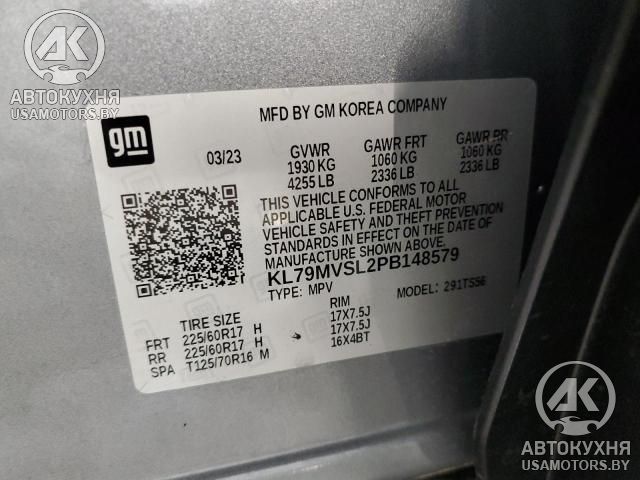 АК
АВТОКУХНЯ
USAMOTORS.BY
gm
MFD BY GM KOREA COMPANY
03/23
GVWR GAWR FRT GAWR RR
1930 KG 1060 KG 1060 KG
4255 LB 2336 LB 2336 LB
THIS VEHICLE CONFORMS TO ALL
APPLICABLE U.S. FEDERAL MOTOR
VEHICLE SAFETY AND THEFT PREVENTION
STANDARDS IN EFFECT ON THE DATE OF
MANUFACTURE SHOWN ABOVE.
KL79MVSL2PB148579
TYPE: MPV MODEL: 291TS56
TIRE SIZE RIM
FRT 225/60R17 H 17X7.5J
RR 225/60R17 H 17X7.5J
SPA T125/70R16 M 16X4BT
АК
АВТОКУХНЯ
USAMOTORS.BY